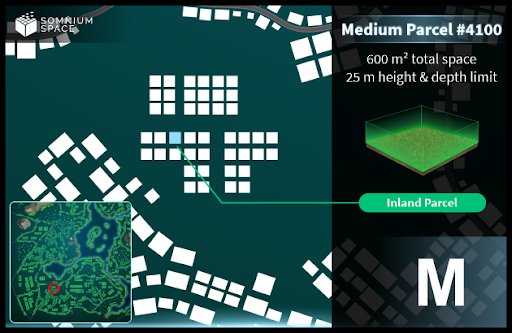 SOMNIUM
SPACE
Medium Parcel #4100
600 m² total space
25 m height & depth limit
Inland Parcel
M